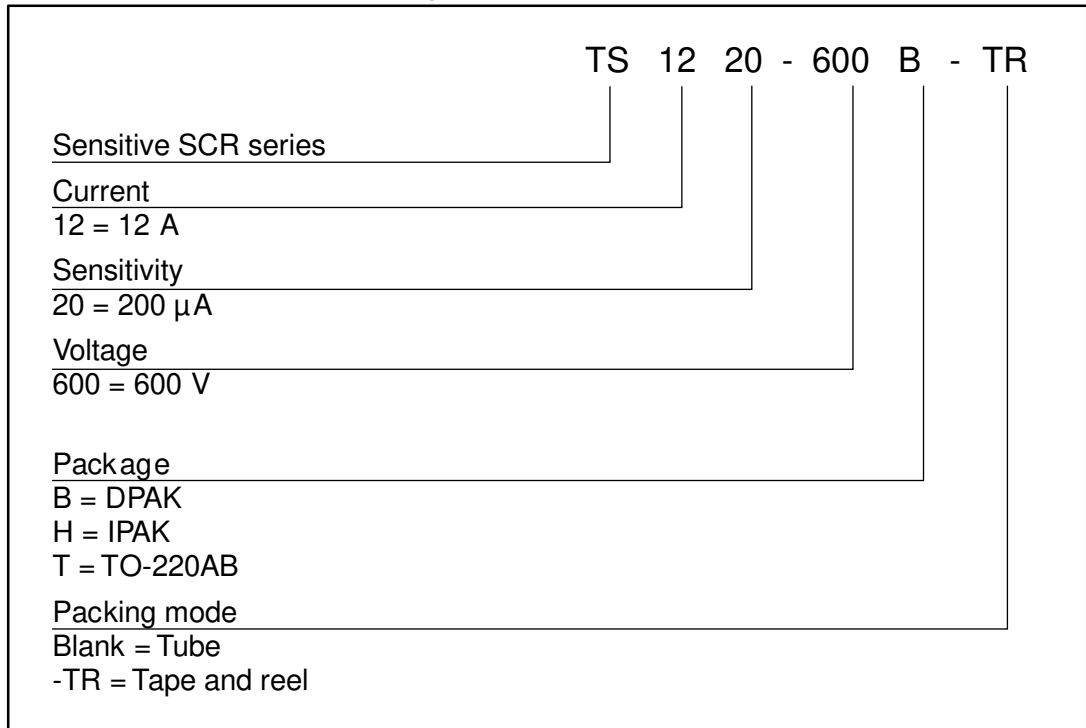 TS 12 20 - 600 B - TR
Sensitive SCR series
Current
12 = 12 A
Sensitivity
20 = 200 µA
Voltage
600 = 600 V
Package
B = DPAK
H = IPAK
T = TO-220AB
Packing mode
Blank = Tube
-TR = Tape and reel